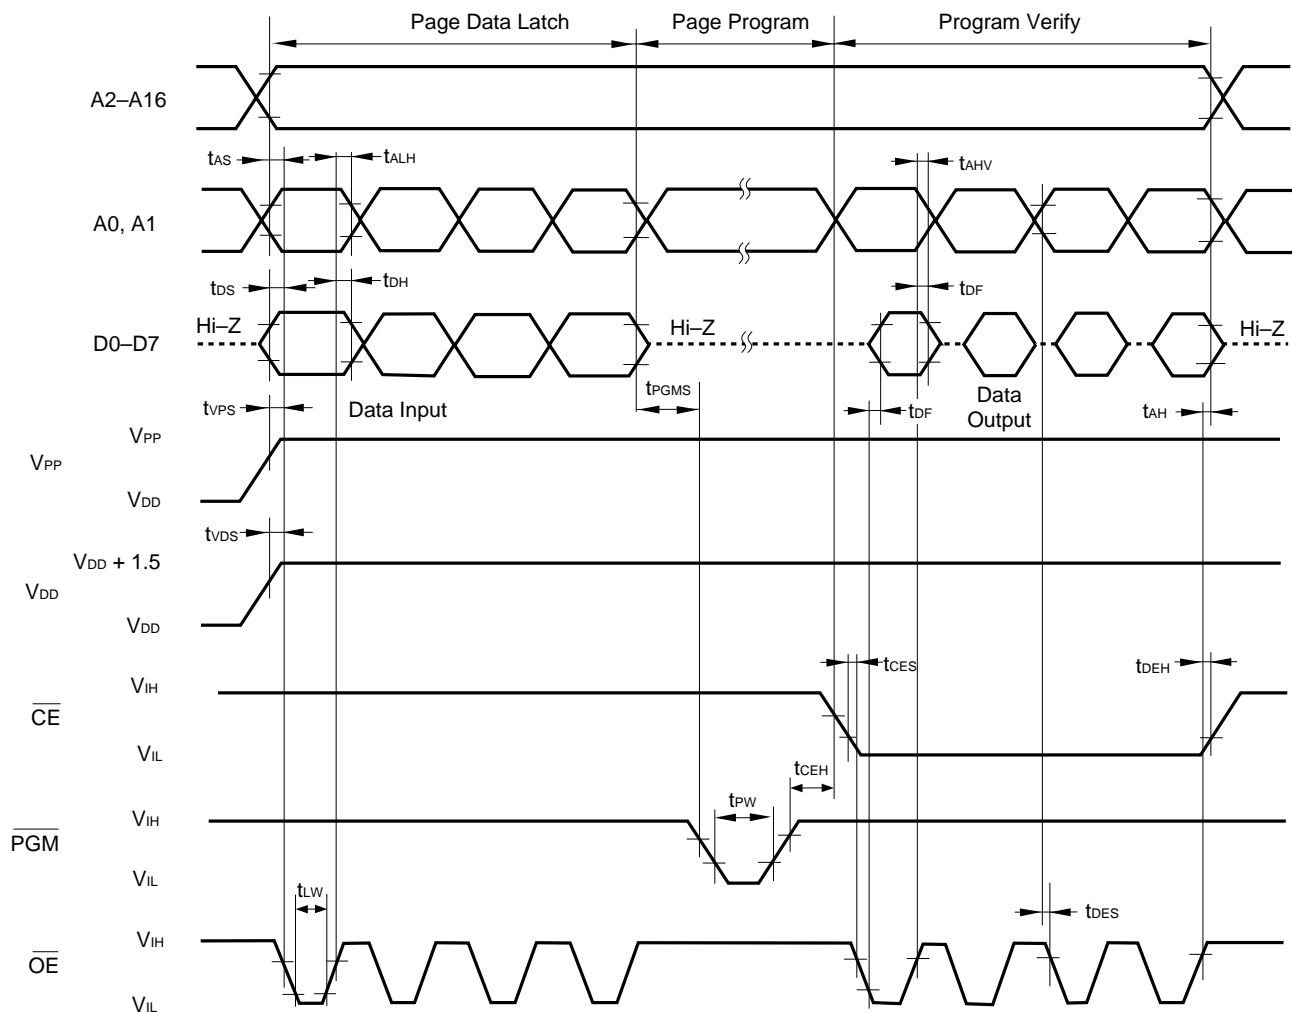 Page Data Latch Page Program Program Verify
A2–A16
tAS tALH tAHV
A0, A1
tDS tDH tDF
Hi–Z Hi–Z Hi–Z
D0–D7
tPGMS
tVPS Data Input tDF Data tAH
Output
VPP
VPP
VDD
tVDS
VDD + 1.5
VDD
VDD
tCES tDEH
VIH
CE
VIL
tCEH
tPW
VIH
PGM
VIL
tLW
tDES
VIH
OE
VIL